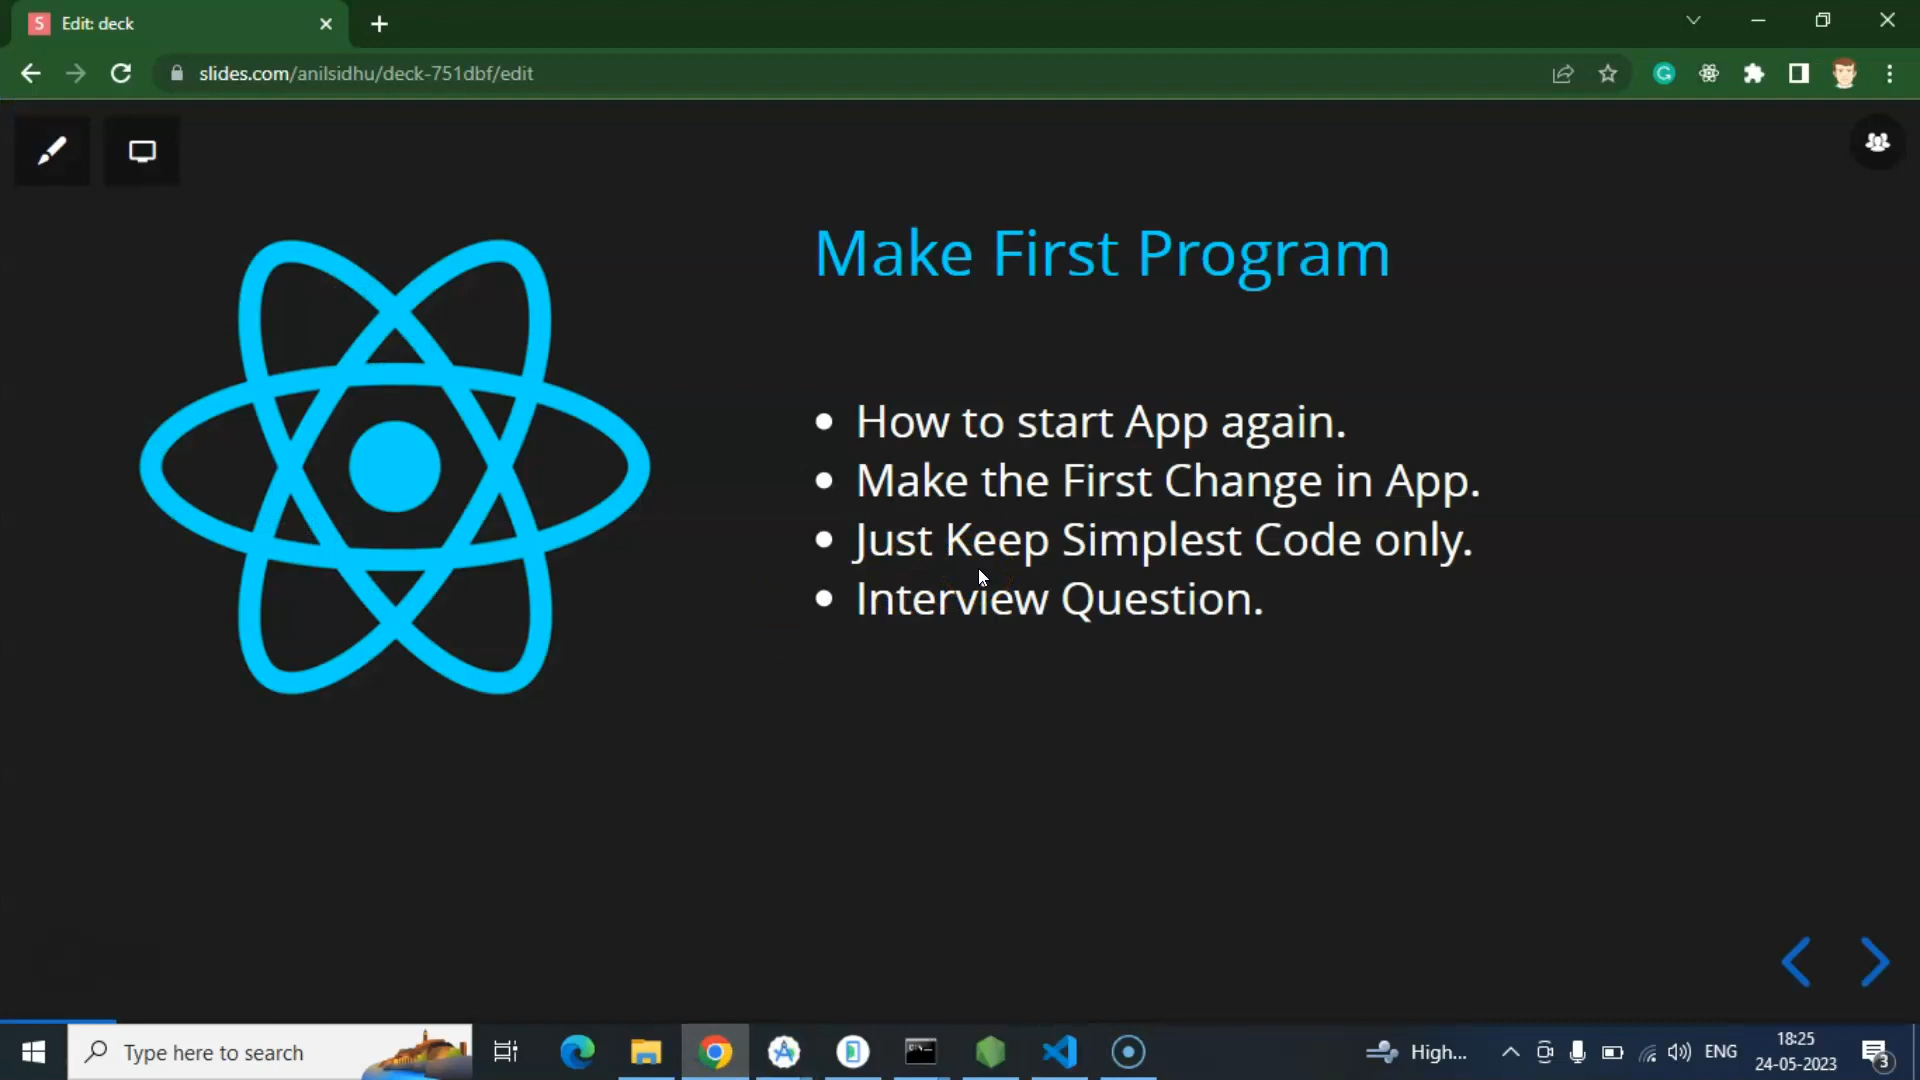 S Edit: deck
slides.com/anilsidhu/deck-751dbf/edit
G
Make First Program
• How to start App again.
• Make the First Change in App.
• Just Keep Simplest Code only.
• Interview Question.
Type here to search
High...
ENG
18:25
24-05-2023
3